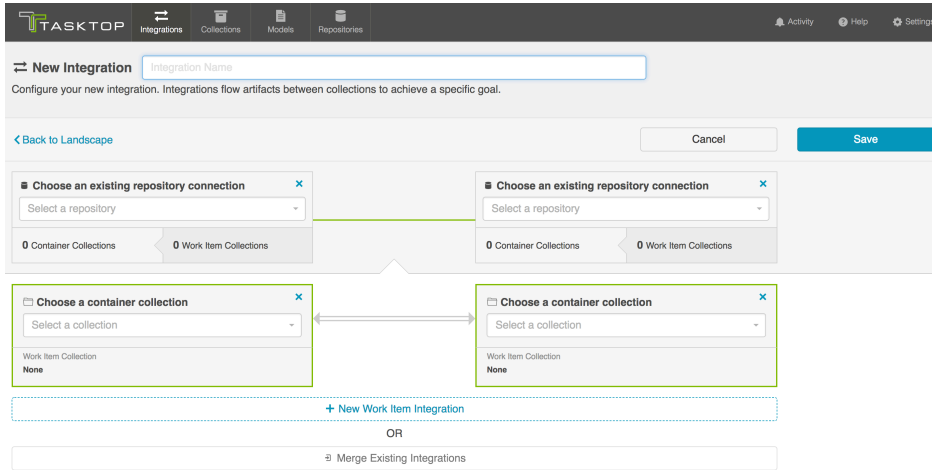 TASKTOP
Integrations Collections Models Repositories
Activity Help Settings
New Integration Integration Name
Configure your new integration. Integrations flow artifacts between collections to achieve a specific goal.
Back to Landscape Cancel Save
Choose an existing repository connection Choose an existing repository connection
Select a repository Select a repository
0 Container Collections 0 Work Item Collections 0 Container Collections 0 Work Item Collections
Choose a container collection Choose a container collection
Select a collection Select a collection
Work Item Collection Work Item Collection
None None
+ New Work Item Integration
OR
Merge Existing Integrations